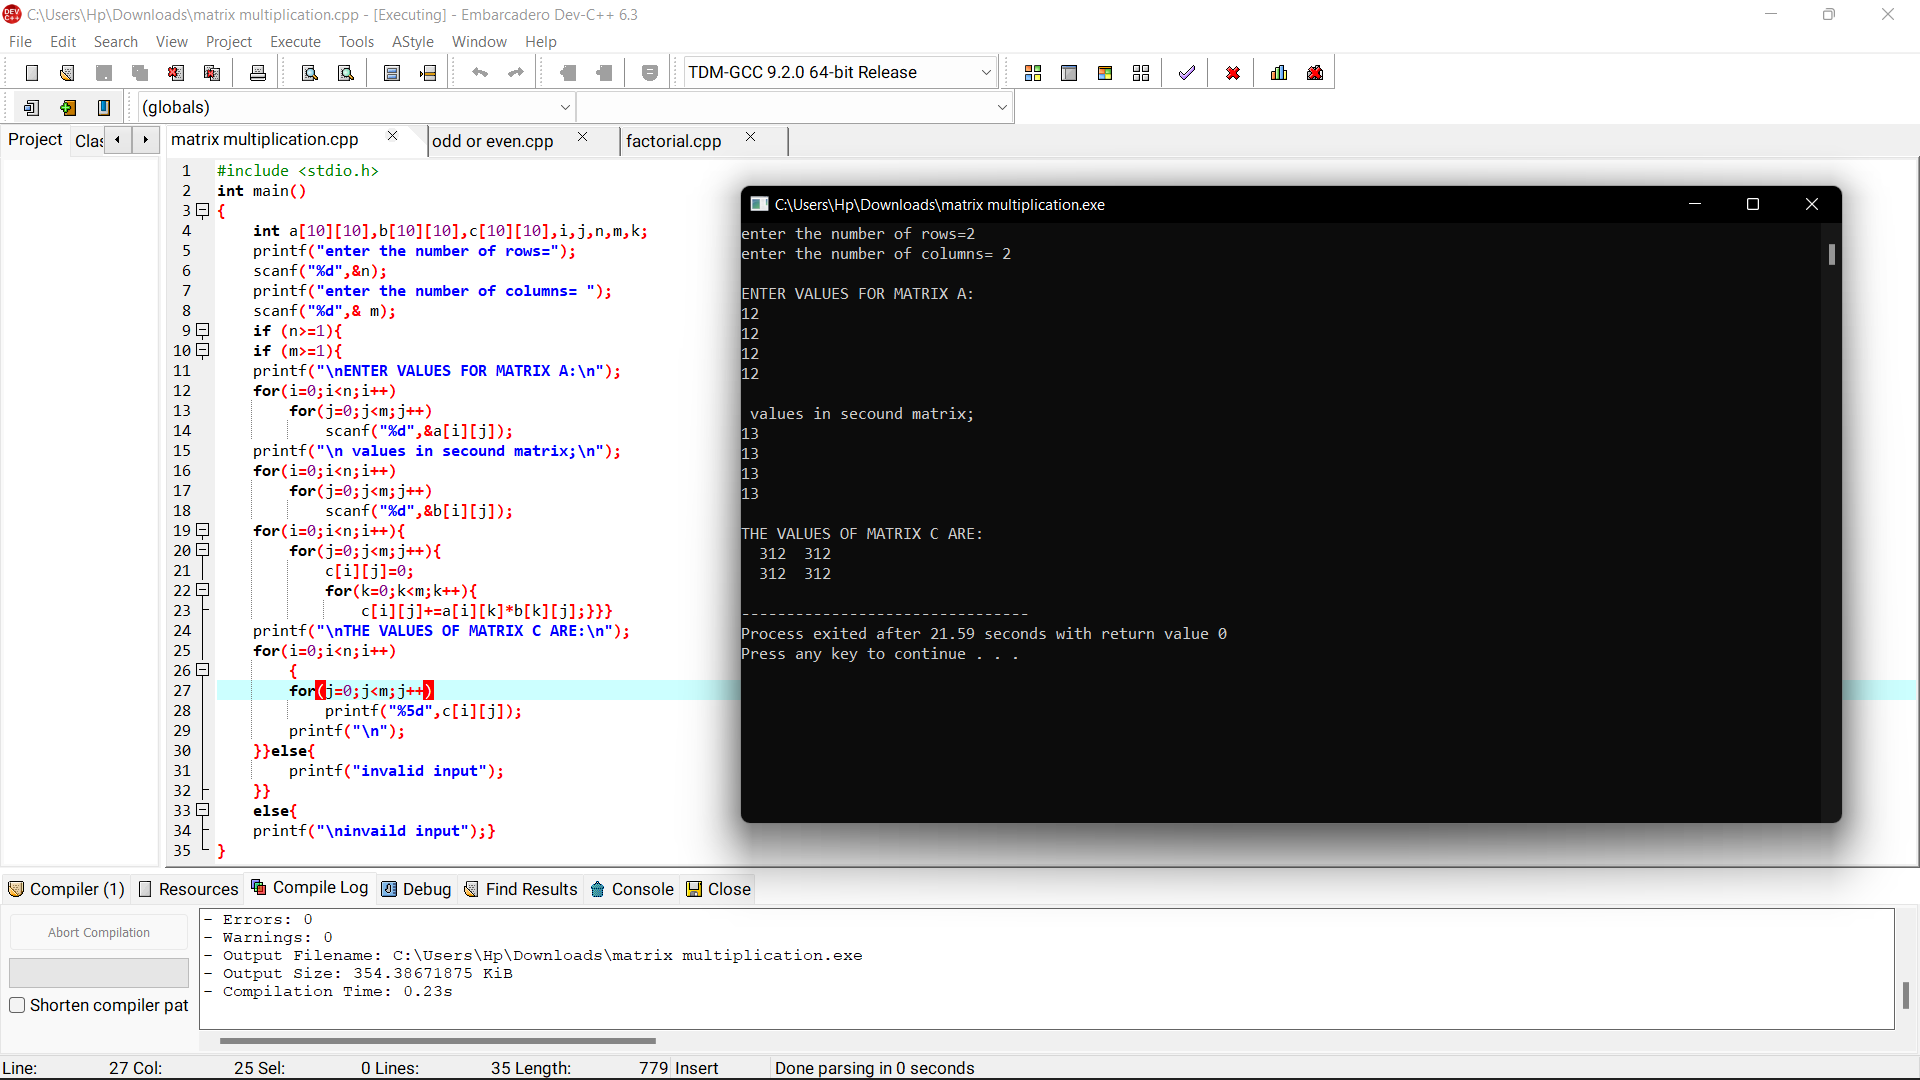 C:\Users\Hp\Downloads\matrix multiplication.cpp - [Executing] - Embarcadero Dev-C++ 6.3
File Edit Search View Project Execute Tools AStyle Window Help
TDM-GCC 9.2.0 64-bit Release
(globals)
Project Clas
matrix multiplication.cpp odd or even.cpp factorial.cpp
1 #include <stdio.h>
2 int main()
3 {
4 int a[10][10],b[10][10],c[10][10],i,j,n,m,k;
5 printf("enter the number of rows=");
6 scanf("%d",&n);
7 printf("enter the number of columns= ");
8 scanf("%d",& m);
9 if (n>=1){
10 if (m>=1){
11 printf("\nENTER VALUES FOR MATRIX A:\n");
12 for(i=0;i<n;i++)
13 for(j=0;j<m;j++)
14 scanf("%d",&a[i][j]);
15 printf("\n values in secound matrix;\n");
16 for(i=0;i<n;i++)
17 for(j=0;j<m;j++)
18 scanf("%d",&b[i][j]);
19 for(i=0;i<n;i++){
20 for(j=0;j<m;j++){
21 c[i][j]=0;
22 for(k=0;k<m;k++){
23 c[i][j]+=a[i][k]*b[k][j];}}}
24 printf("\nTHE VALUES OF MATRIX C ARE:\n");
25 for(i=0;i<n;i++)
26 {
27 for(j=0;j<m;j++)
28 printf("%5d",c[i][j]);
29 printf("\n");
30 }}else{
31 printf("invalid input");
32 }}
33 else{
34 printf("\ninvaild input");}
35 }
C:\Users\Hp\Downloads\matrix multiplication.exe
enter the number of rows=2
enter the number of columns= 2
ENTER VALUES FOR MATRIX A:
12
12
12
12
values in secound matrix;
13
13
13
13
THE VALUES OF MATRIX C ARE:
312 312
312 312
--------------------------------
Process exited after 21.59 seconds with return value 0
Press any key to continue . . .
Compiler (1) Resources Compile Log Debug Find Results Console Close
Abort Compilation
Shorten compiler pat
- Errors: 0
- Warnings: 0
- Output Filename: C:\Users\Hp\Downloads\matrix multiplication.exe
- Output Size: 354.38671875 KiB
- Compilation Time: 0.23s
Line: 27 Col: 25 Sel: 0 Lines: 35 Length: 779 Insert Done parsing in 0 seconds